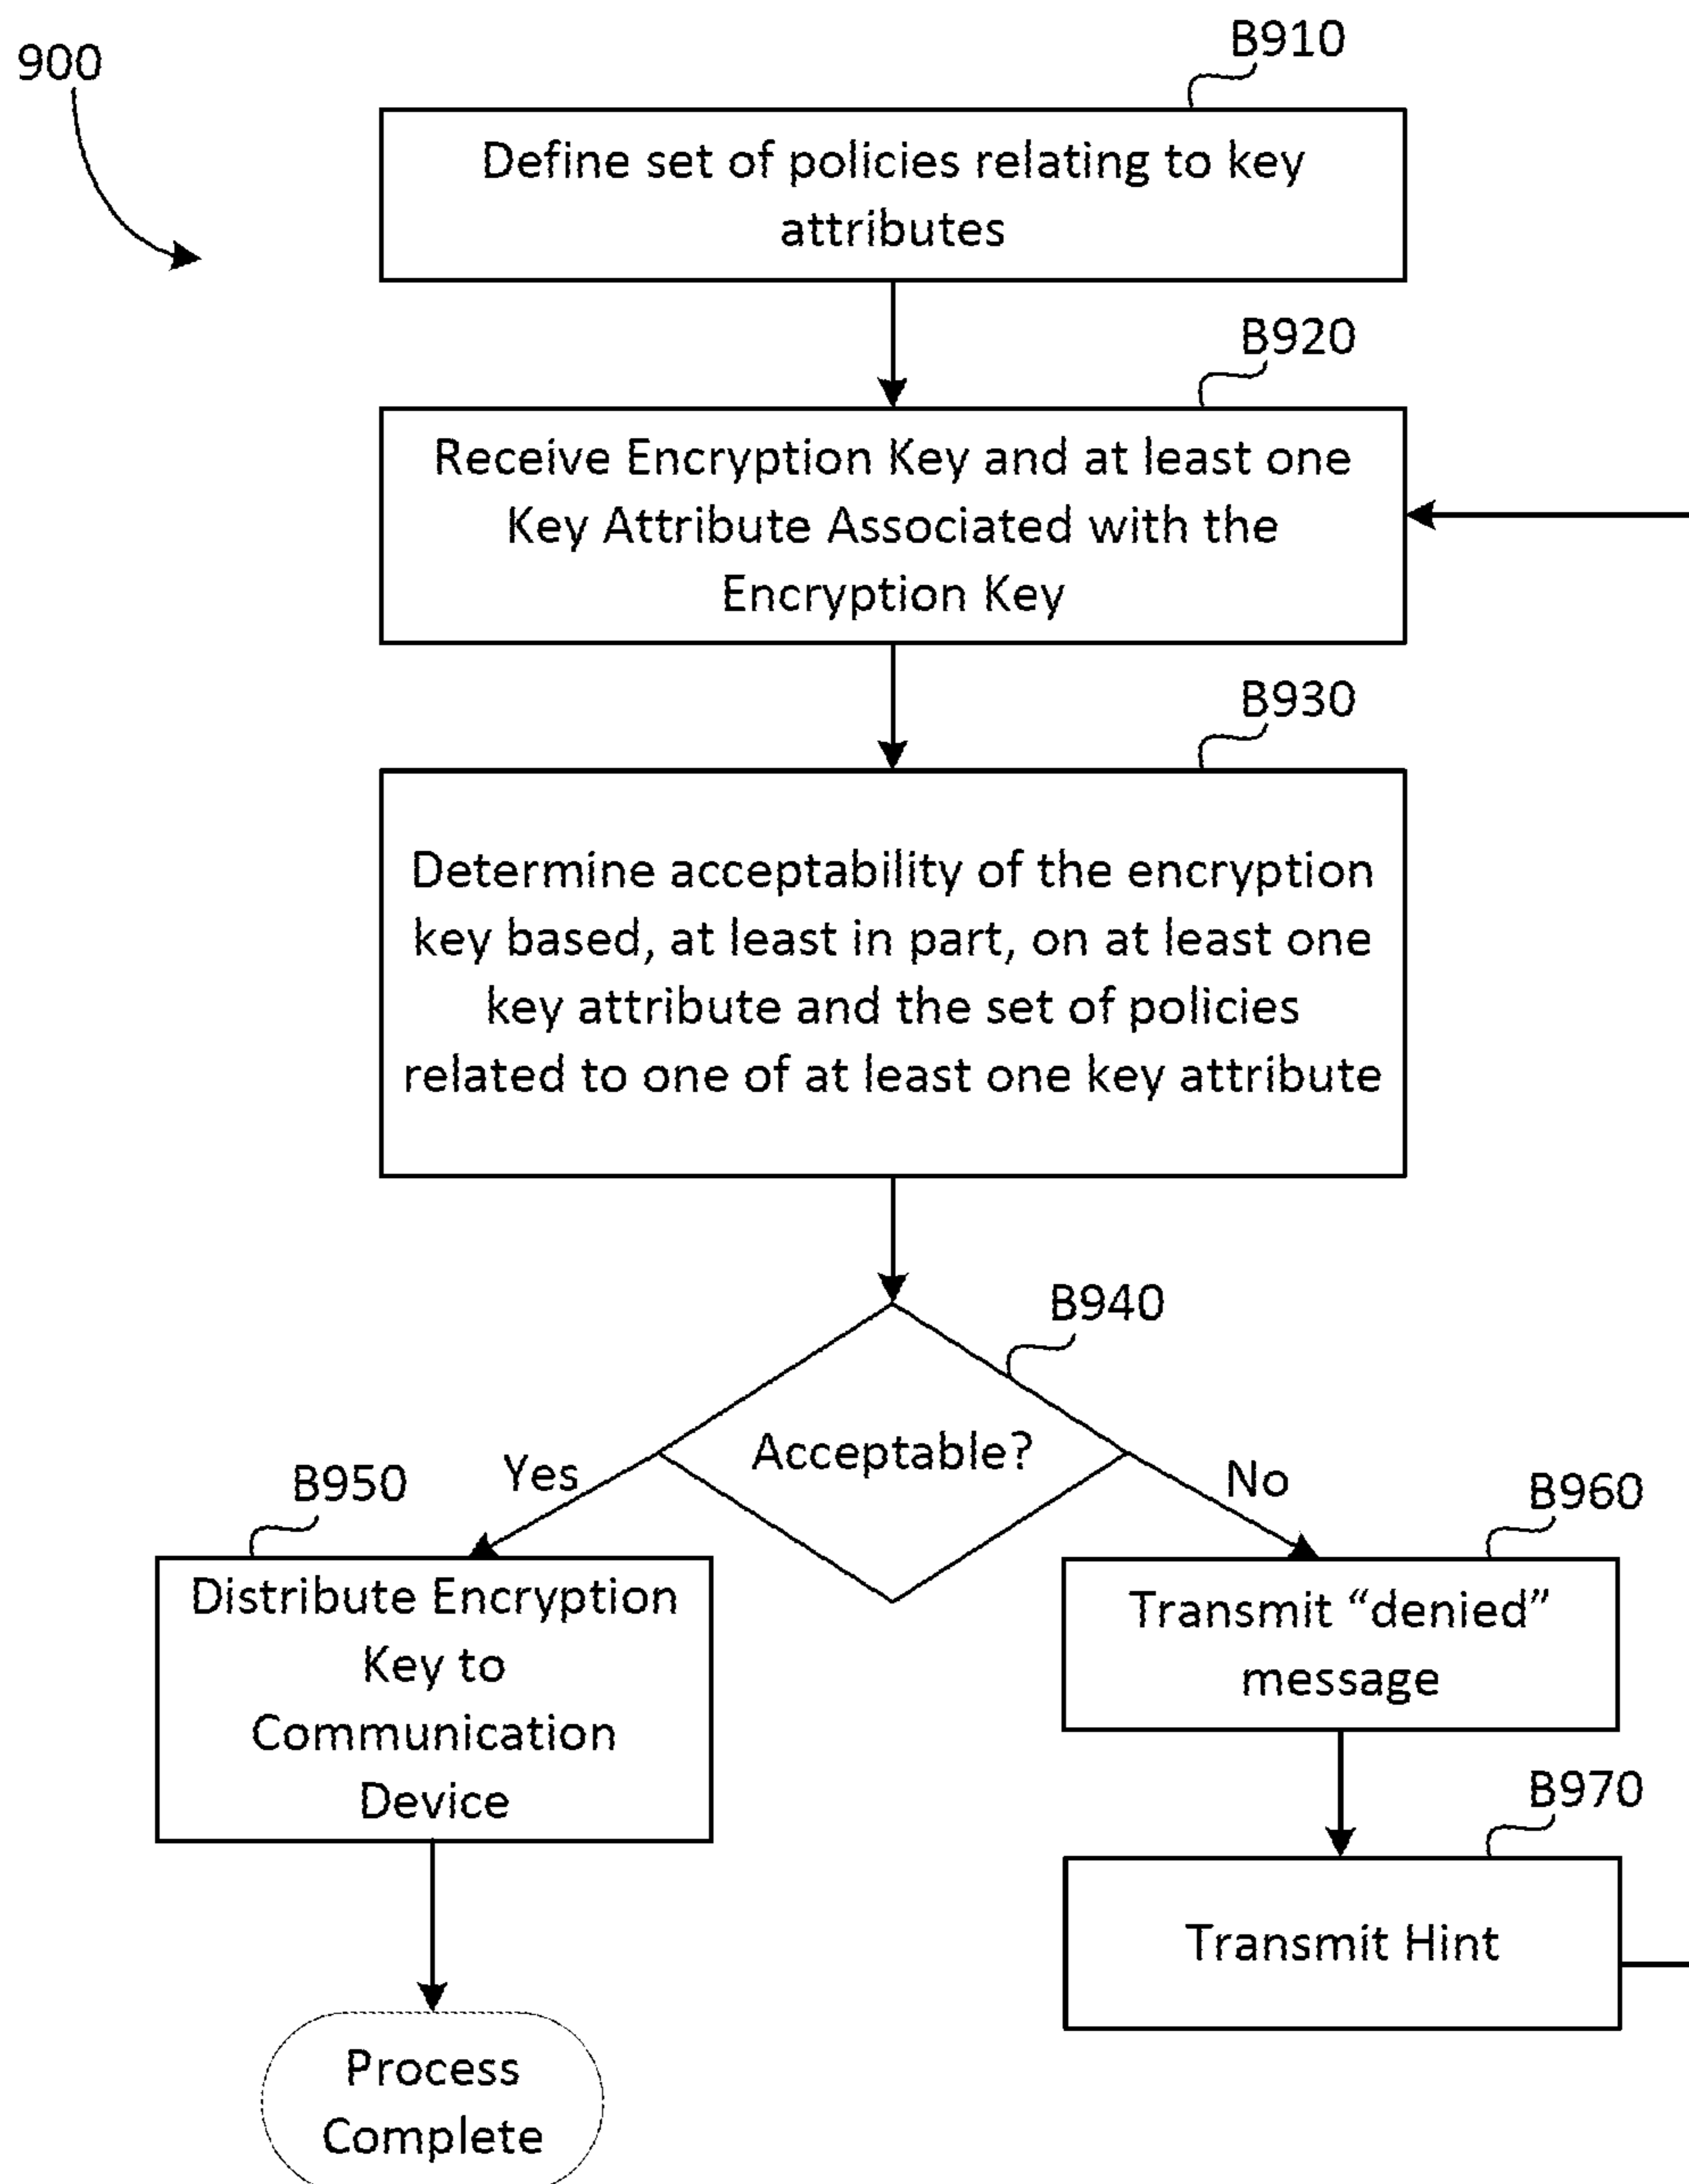 900
B910
Define set of policies relating to key
attributes
B920
Receive Encryption Key and at least one
Key Attribute Associated with the
Encryption Key
B930
Determine acceptability of the encryption
key based, at least in part, on at least one
key attribute and the set of policies
related to one of at least one key attribute
B940
Acceptable?
Yes
No
B950
Distribute Encryption
Key to
Communication
Device
B960
Transmit “denied”
message
B970
Transmit Hint
Process
Complete